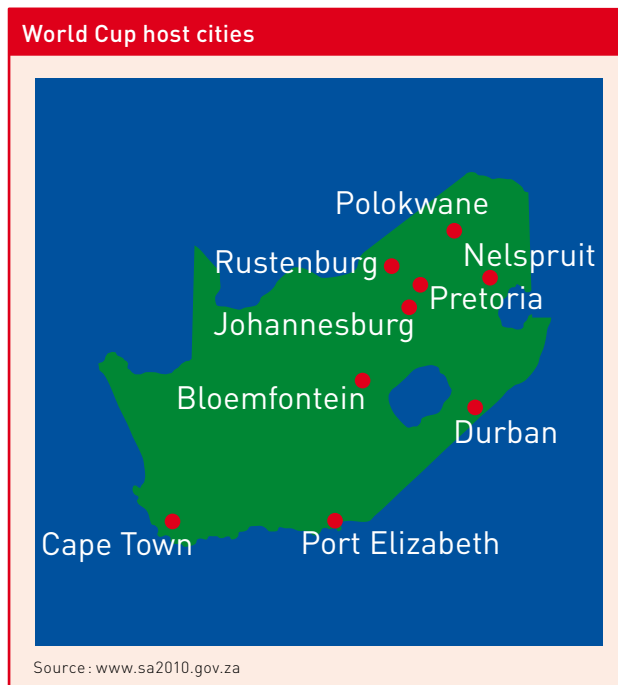 World Cup host cities
Polokwane
Nelspruit
Rustenburg
Pretoria
Johannesburg
Bloemfontein
Durban
Cape Town
Port Elizabeth
Source: www.sa2010.gov.za